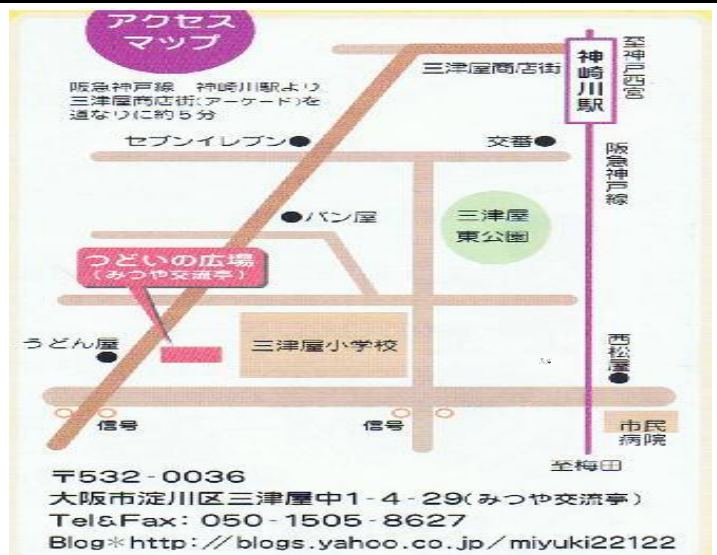 アクセス
マップ
阪急神戸線　神崎川駅より
三津屋商店街(アーケード)を
道なりに約5分
三津屋商店街
神崎川駅
至神戸西宮
阪急神戸線
セブンイレブン
交番
パン屋
三津屋
東公園
つどいの広場
(みつや交流亭)
うどん屋
三津屋小学校
西松屋
信号
信号
市民
病院
至梅田
〒532-0036
大阪市淀川区三津屋中1-4-29(みつや交流亭)
Tel&Fax: 050-1505-8627
Blog*http://blogs.yahoo.co.jp/miyuki22122